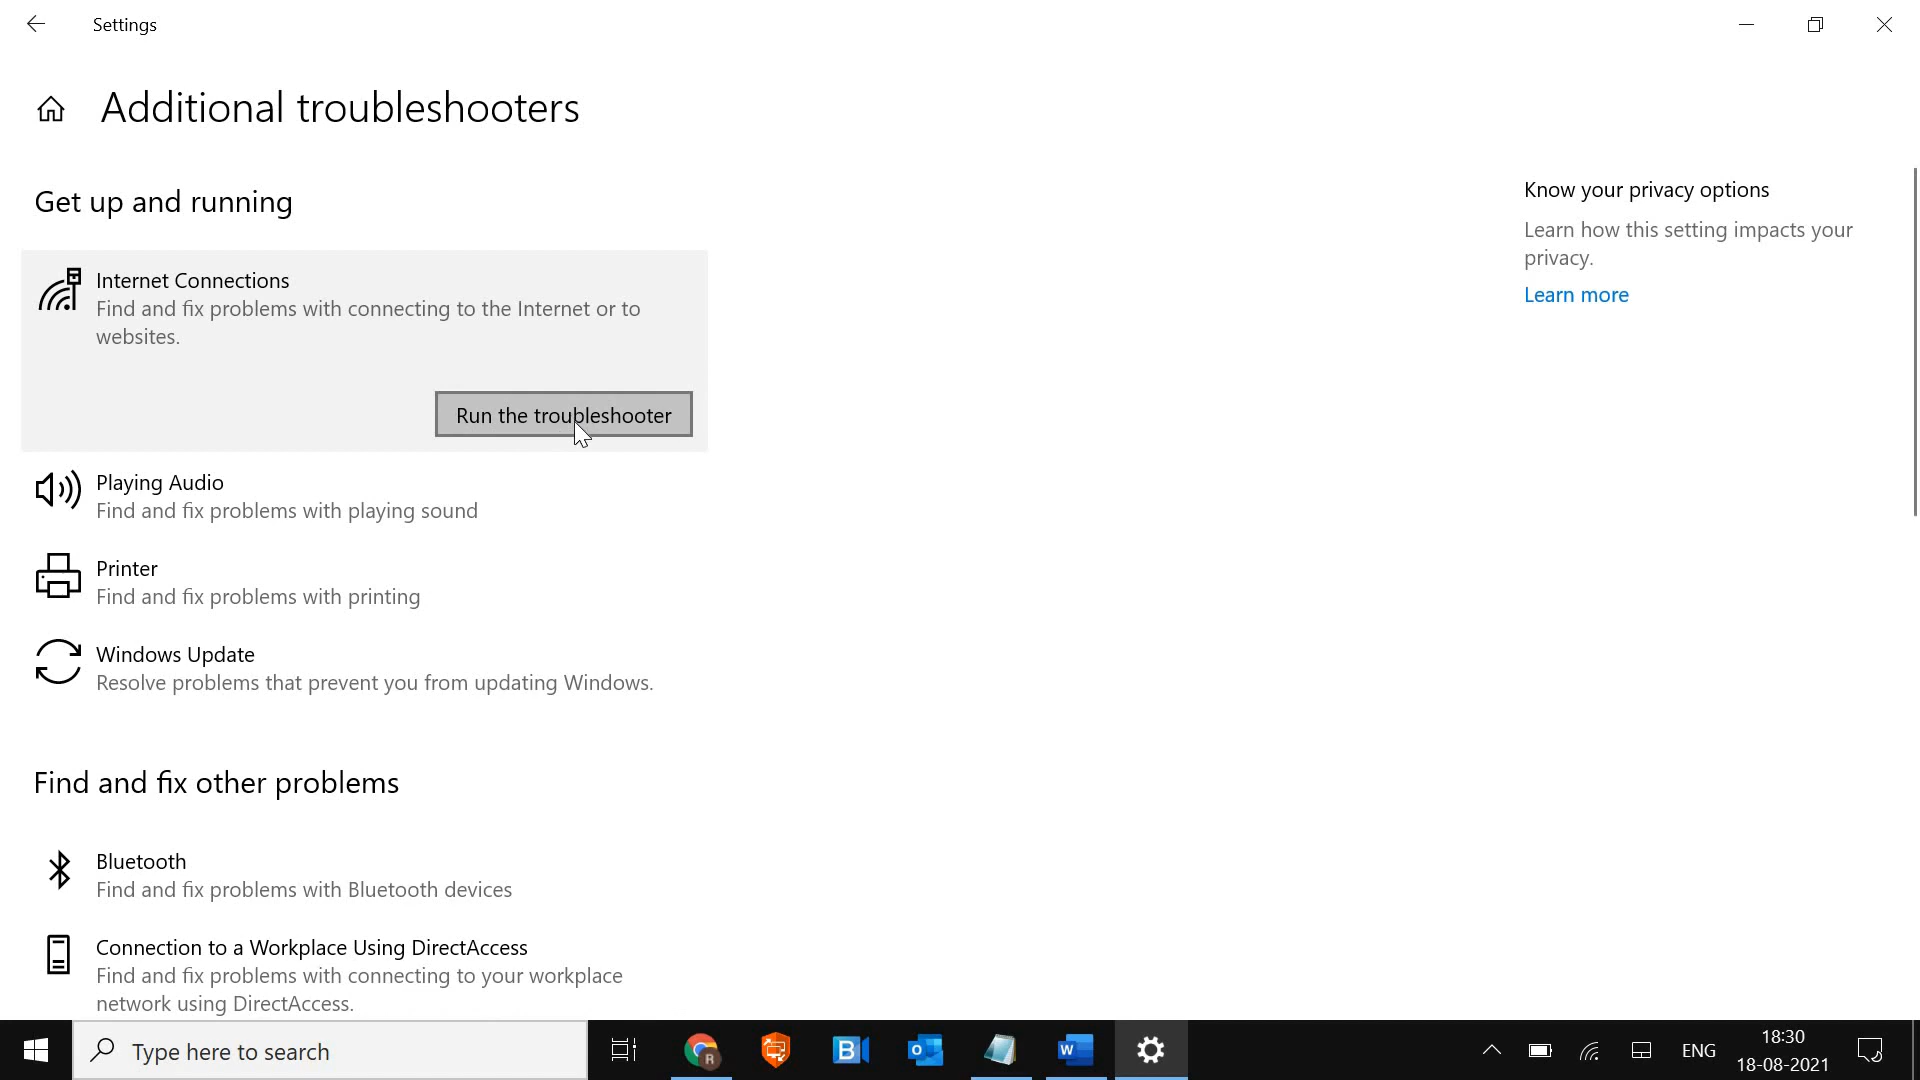 Settings
Additional troubleshooters
Get up and running
Internet Connections
Find and fix problems with connecting to the Internet or to
websites.
Run the troubleshooter
Playing Audio
Find and fix problems with playing sound
Printer
Find and fix problems with printing
Windows Update
Resolve problems that prevent you from updating Windows.
Find and fix other problems
Bluetooth
Find and fix problems with Bluetooth devices
Connection to a Workplace Using DirectAccess
Find and fix problems with connecting to your workplace
network using DirectAccess.
Know your privacy options
Learn how this setting impacts your
privacy.
Learn more
Type here to search
R
B
O
W
ENG
18:30
18-08-2021